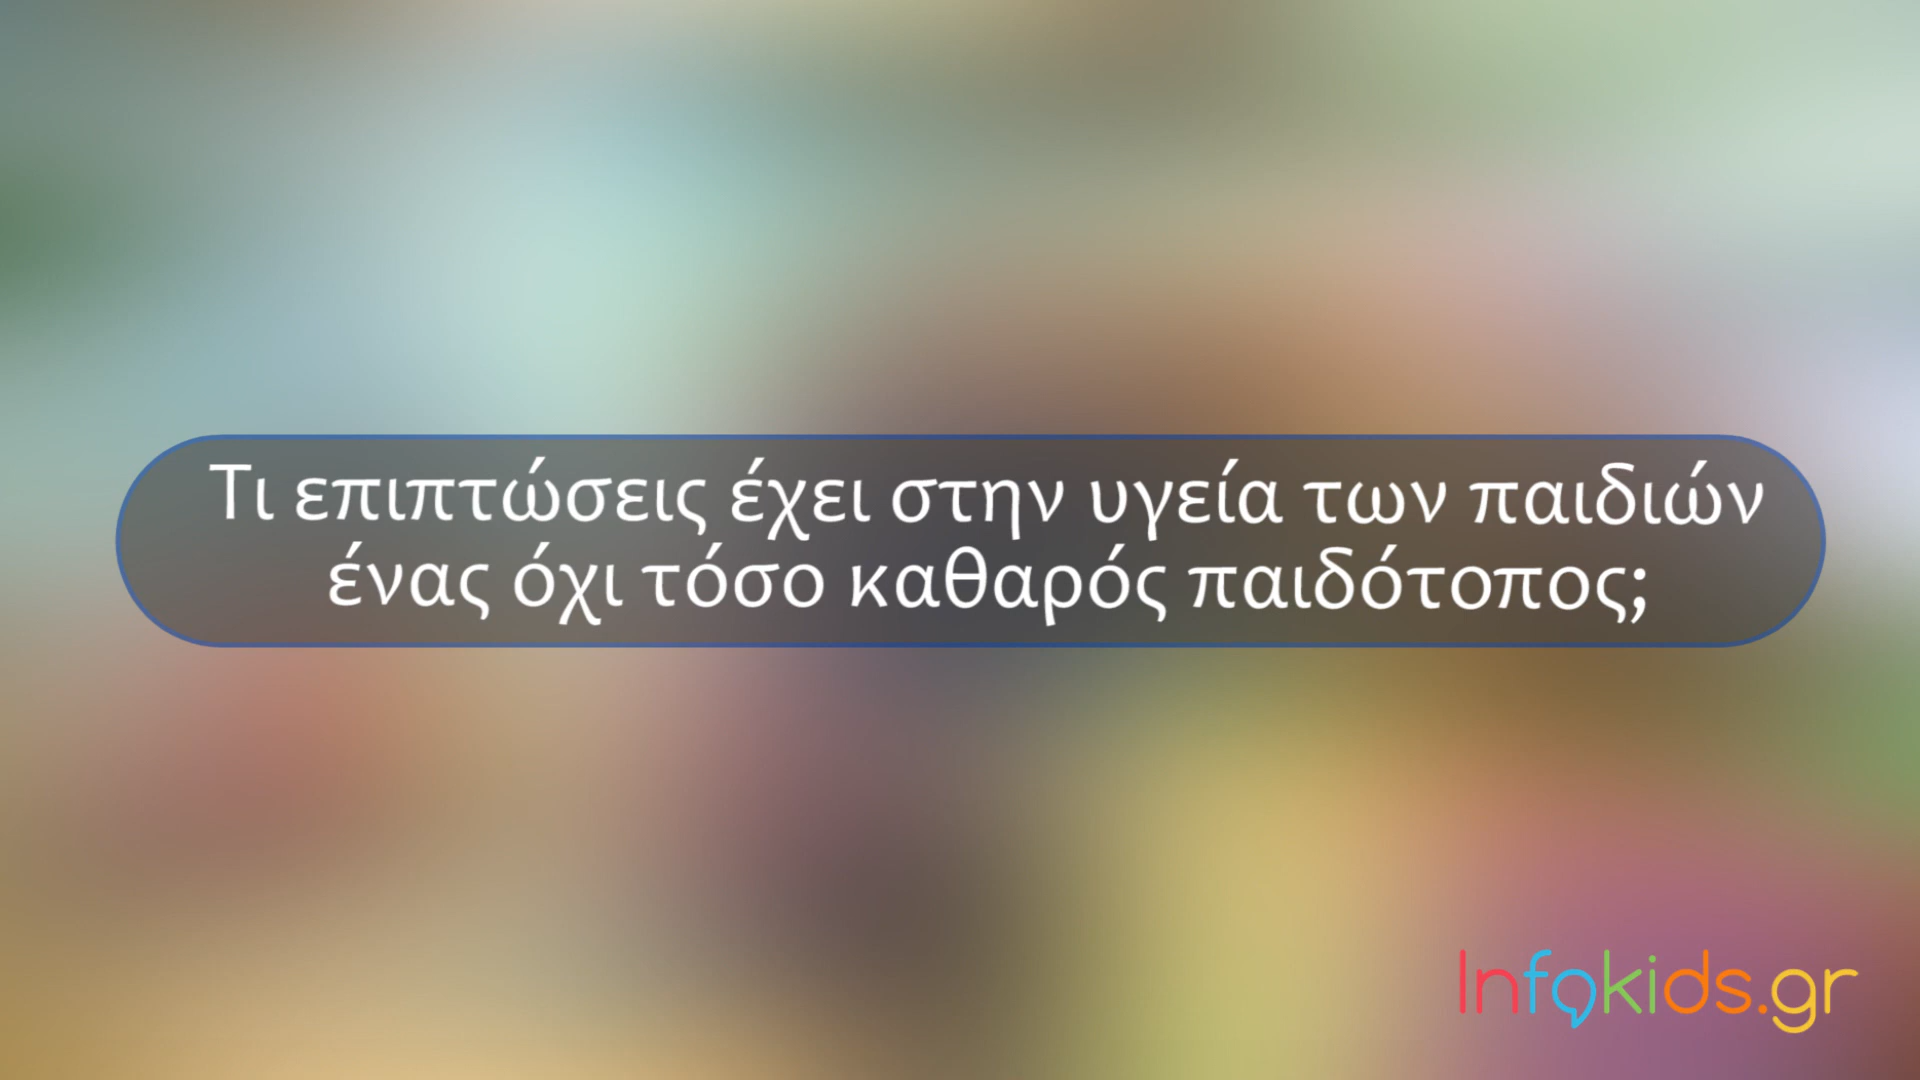 Τι επιπτώσεις έχει στην υγεία των παιδιών
ένας όχι τόσο καθαρός παιδότοπος;
Infokids.gr